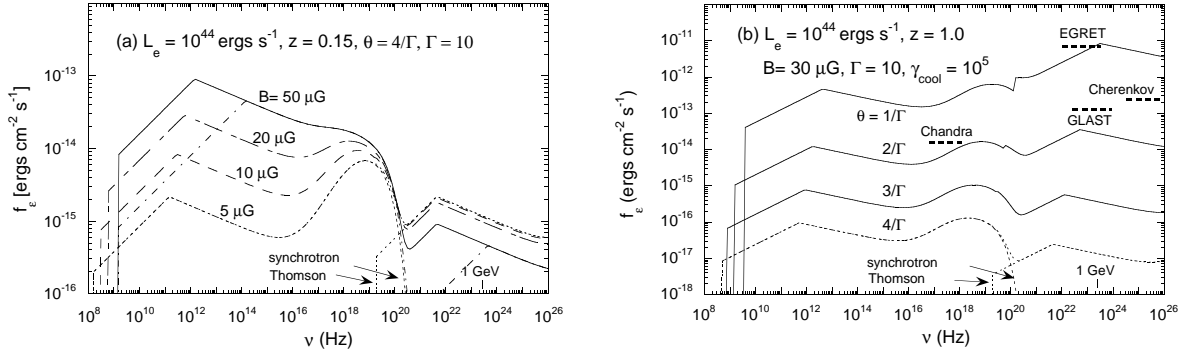 (a) L_e = 10^44 ergs s^-1, z = 0.15, θ = 4/Γ, Γ = 10
10^-13
B= 50 μG
f_ε [ergs cm^-2 s^-1]
10^-14
20 μG
10 μG
10^-15
5 μG
synchrotron
Thomson
1 GeV
10^-16
10^8 10^10 10^12 10^14 10^16 10^18 10^20 10^22 10^24 10^26
ν (Hz)
(b) L_e = 10^44 ergs s^-1, z = 1.0
B= 30 μG, Γ = 10, γ_cool = 10^5
10^-11
EGRET
10^-12
Cherenkov
10^-13
θ = 1/Γ
GLAST
f_ε (ergs cm^-2 s^-1)
Chandra
10^-14
2/Γ
10^-15
3/Γ
10^-16
4/Γ
10^-17
synchrotron
Thomson
1 GeV
10^8 10^10 10^12 10^14 10^16 10^18 10^20 10^22 10^24 10^26
ν (Hz)